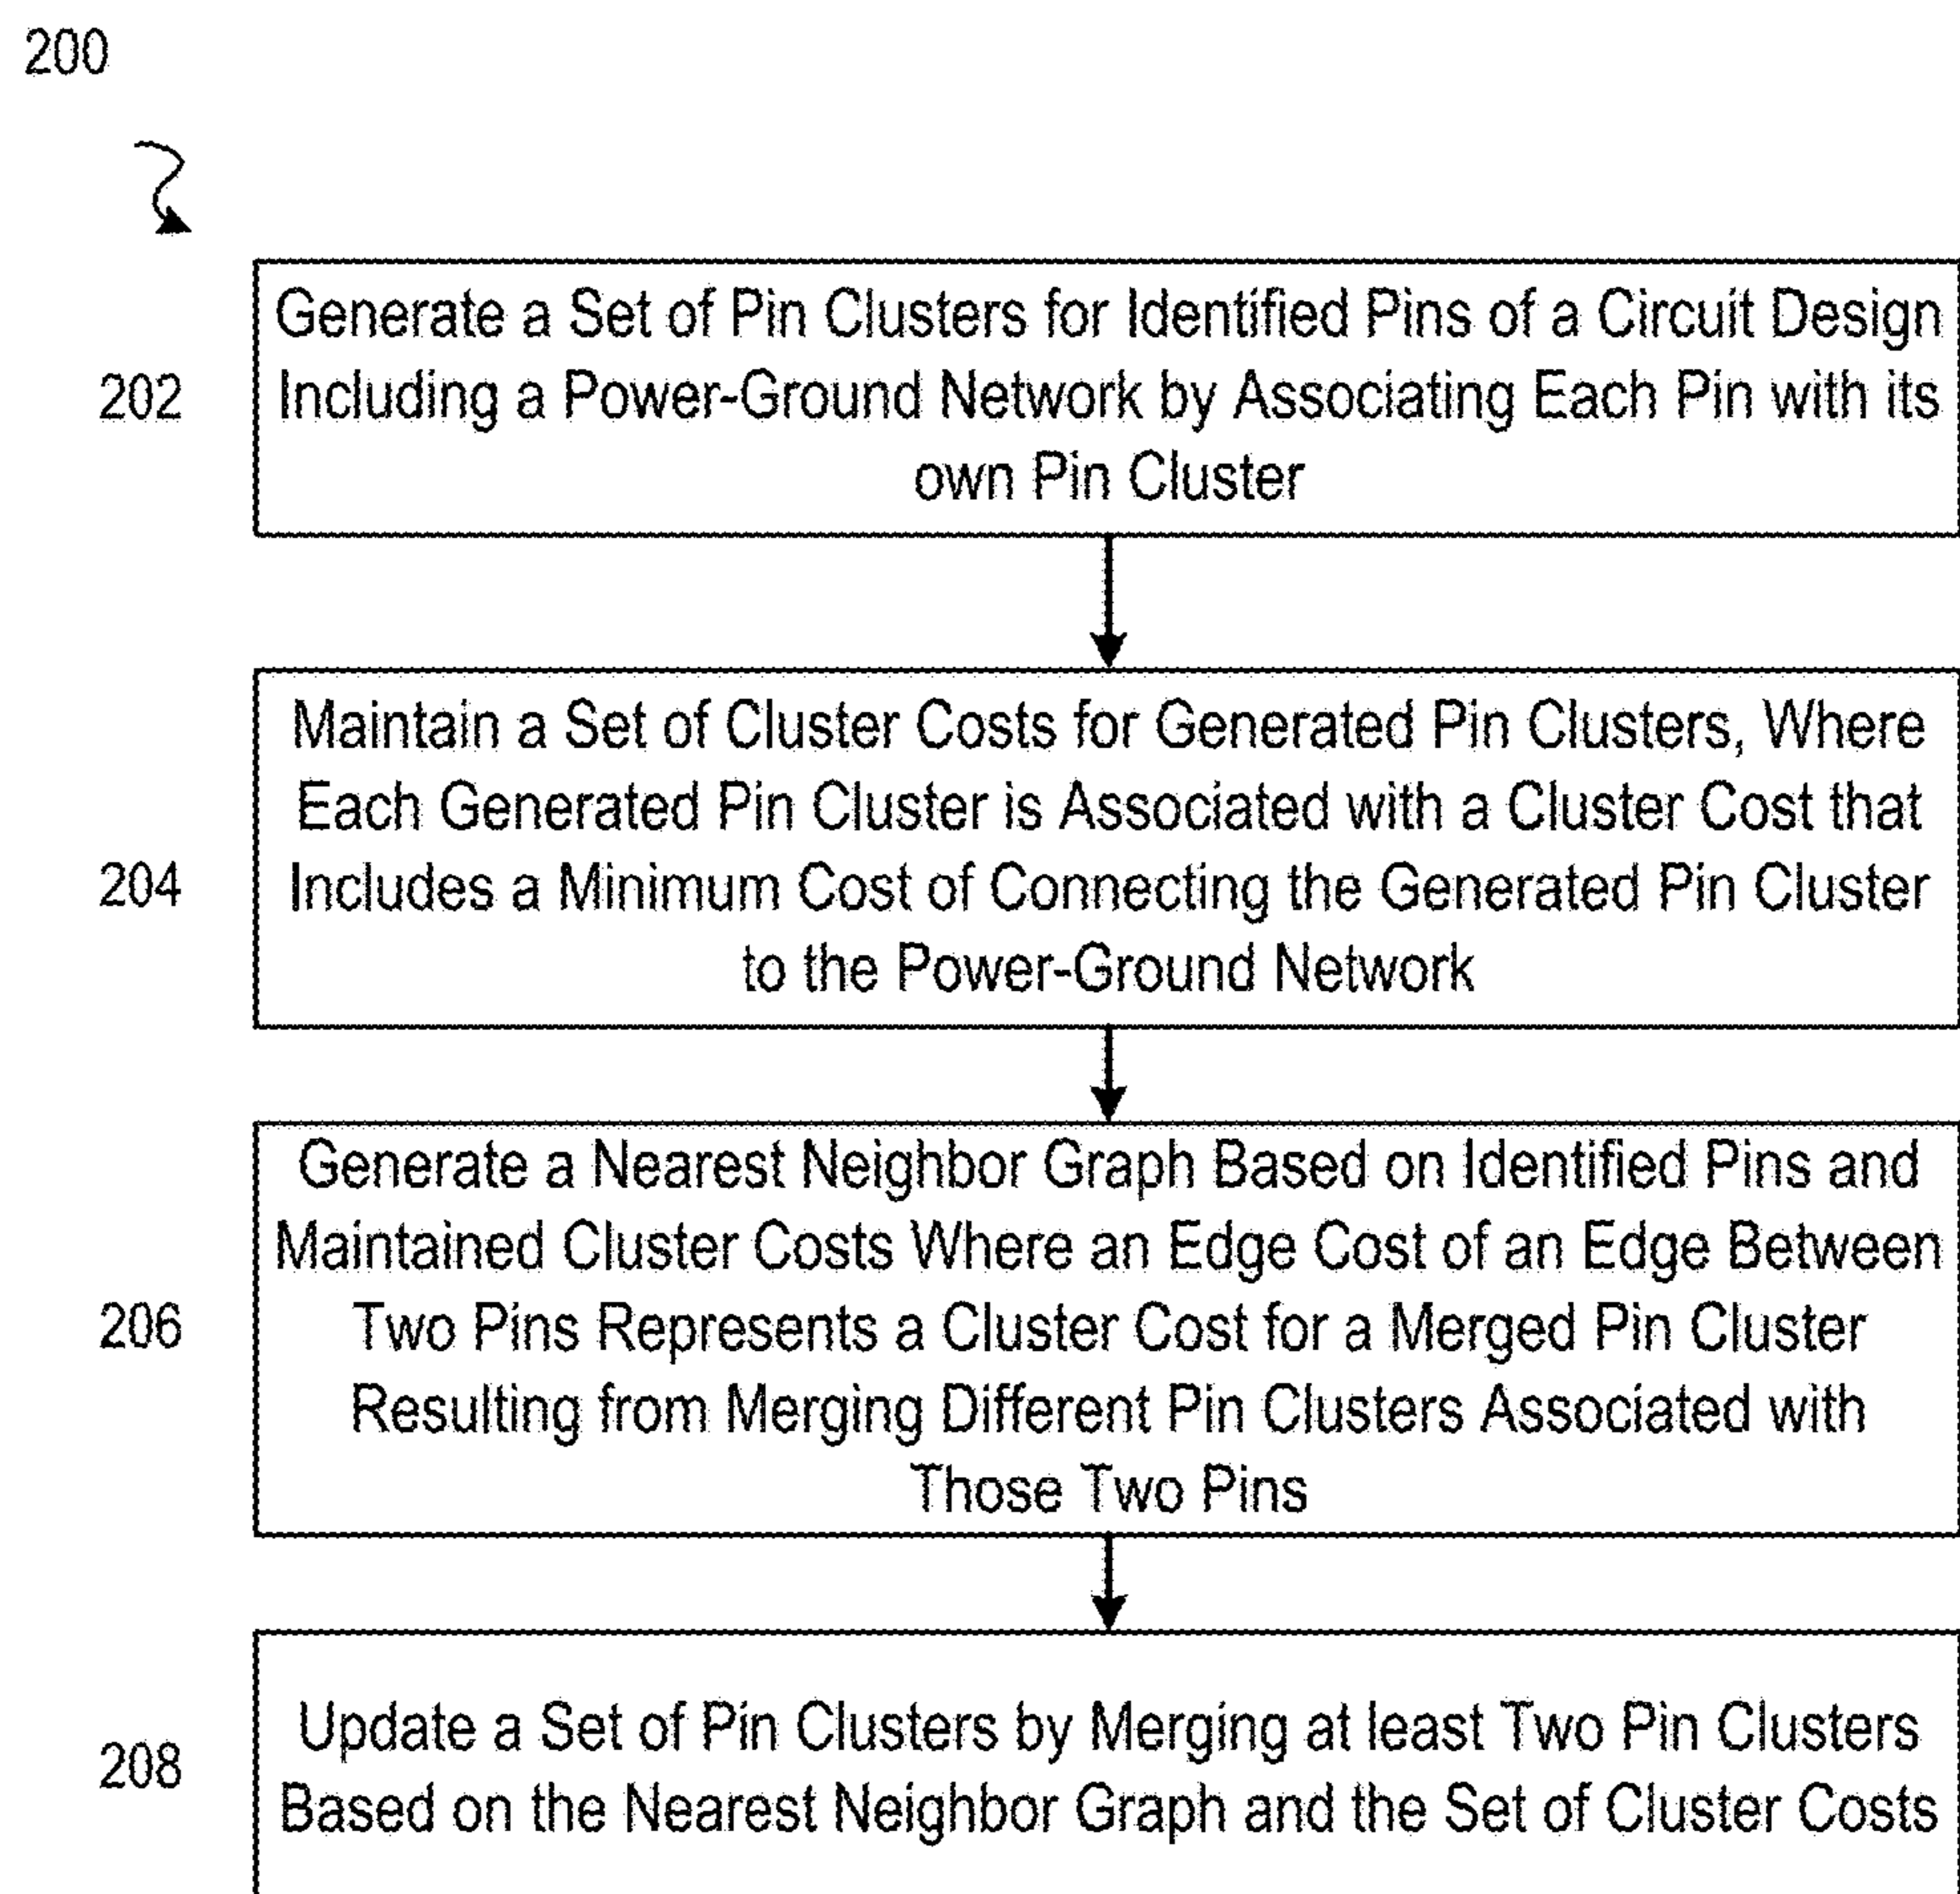 200
Generate a Set of Pin Clusters for Identified Pins of a Circuit Design
202
Including a Power-Ground Network by Associating Each Pin with its
own Pin Cluster
Maintain a Set of Cluster Costs for Generated Pin Clusters, Where
Each Generated Pin Cluster is Associated with a Cluster Cost that
204
Includes a Minimum Cost of Connecting the Generated Pin Cluster
to the Power-Ground Network
Generate a Nearest Neighbor Graph Based on Identified Pins and
Maintained Cluster Costs Where an Edge Cost of an Edge Between
206
Two Pins Represents a Cluster Cost for a Merged Pin Cluster
Resulting from Merging Different Pin Clusters Associated with
Those Two Pins
208
Update a Set of Pin Clusters by Merging at least Two Pin Clusters
Based on the Nearest Neighbor Graph and the Set of Cluster Costs